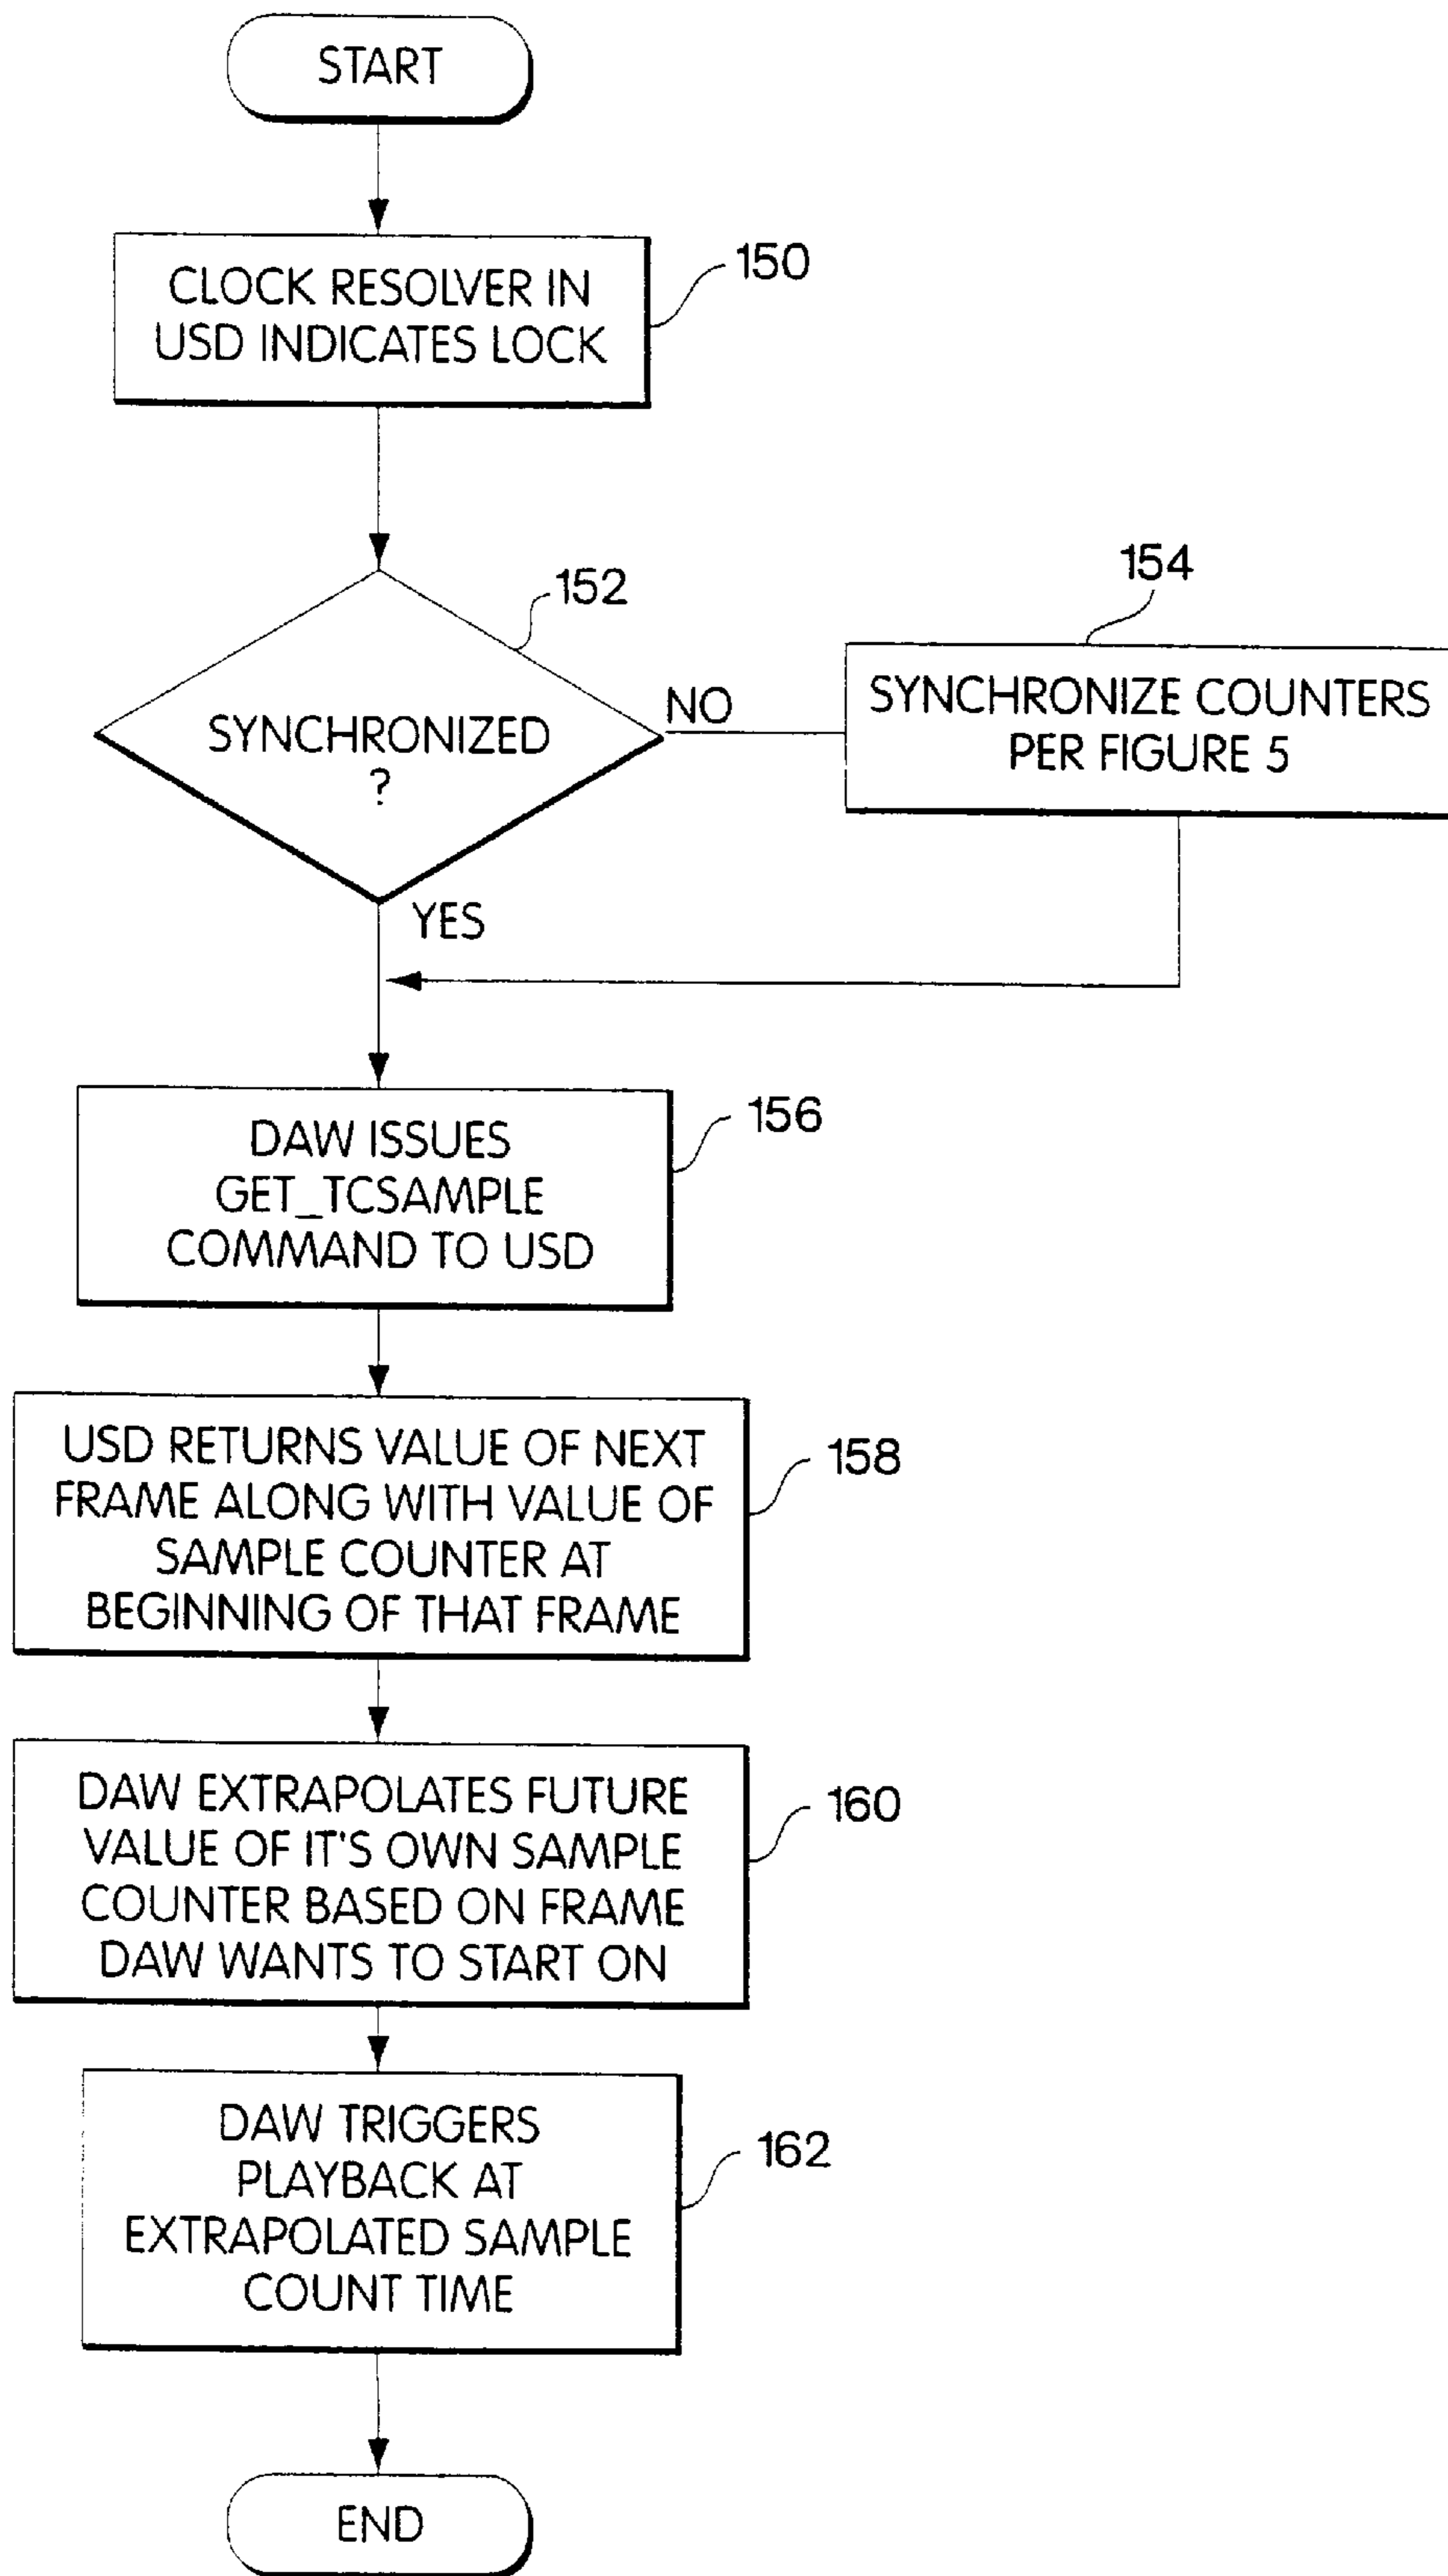 START
CLOCK RESOLVER IN
USD INDICATES LOCK
150
152
SYNCHRONIZED
?
NO
154
SYNCHRONIZE COUNTERS
PER FIGURE 5
YES
DAW ISSUES
GET_TCSAMPLE
COMMAND TO USD
156
USD RETURNS VALUE OF NEXT
FRAME ALONG WITH VALUE OF
SAMPLE COUNTER AT
BEGINNING OF THAT FRAME
158
DAW EXTRAPOLATES FUTURE
VALUE OF IT'S OWN SAMPLE
COUNTER BASED ON FRAME
DAW WANTS TO START ON
160
DAW TRIGGERS
PLAYBACK AT
EXTRAPOLATED SAMPLE
COUNT TIME
162
END